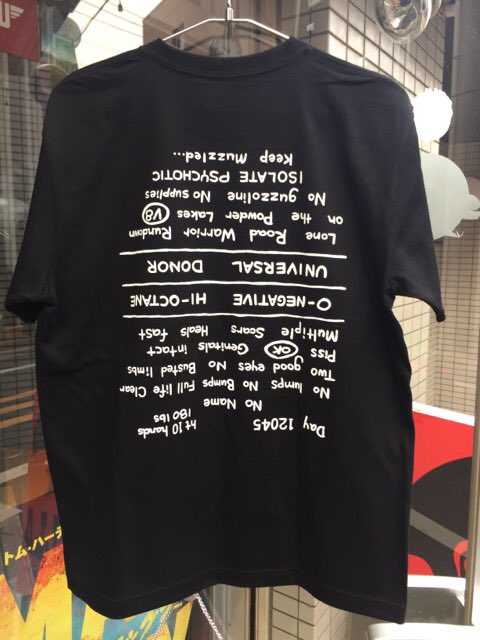 Day 12045 ht 10 hands
180 lbs
No Name
No lumps No Bumps Full life Clear
Two good eyes No Busted limbs
Piss OK Genitals intact
Multiple Scars Heals fast
O-NEGATIVE HI-OCTANE
UNIVERSAL DONOR
Lone Road Warrior Rundown
on the Powder Lakes V8
No guzzoline No supplies
ISOLATE PSYCHOTIC
Keep Muzzled...